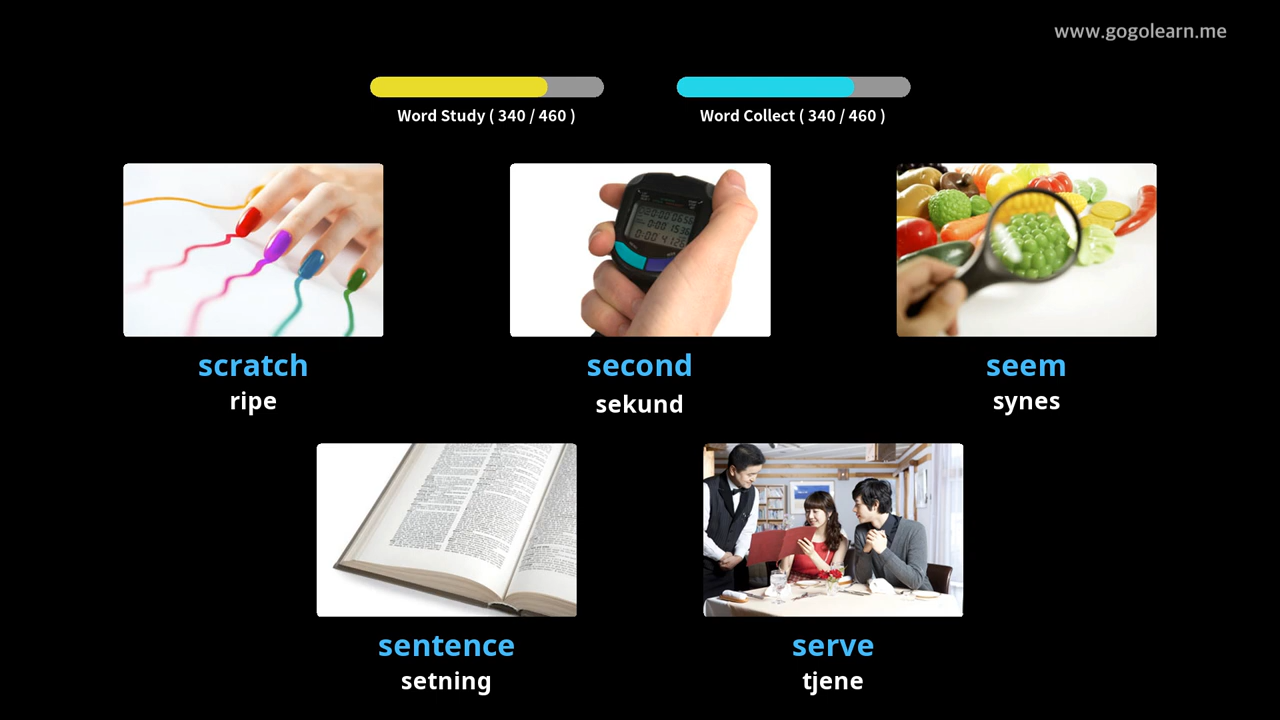 www.gogolearn.me
Word Study ( 340 / 460 )
Word Collect ( 340 / 460 )
scratch
ripe
second
sekund
seem
synes
sentence
setning
serve
tjene